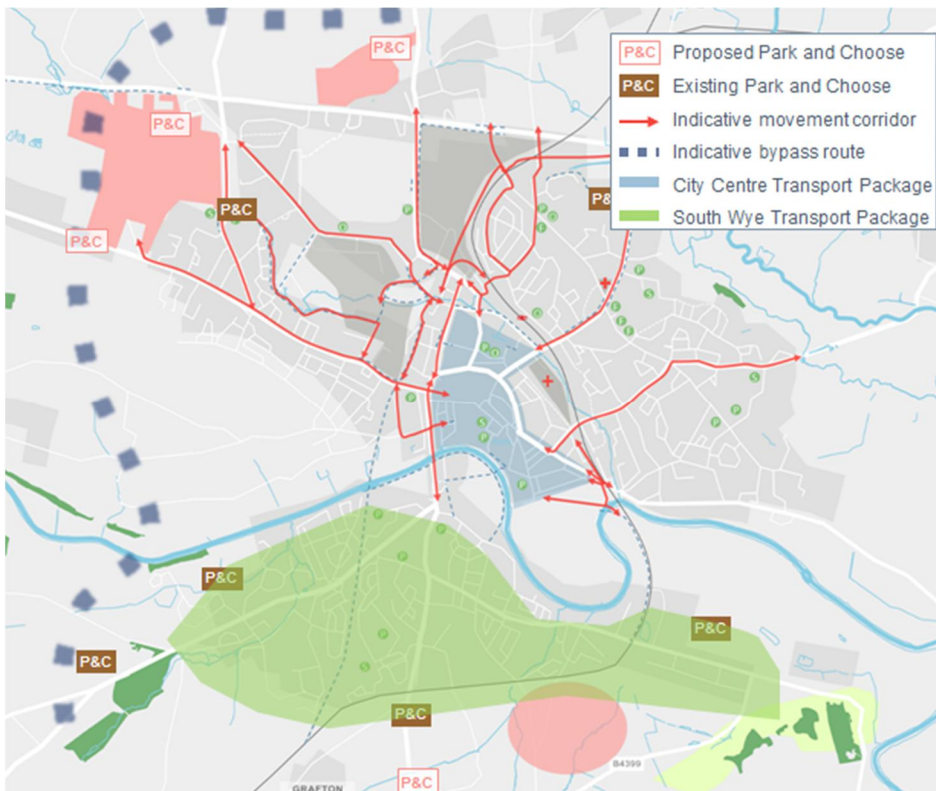 P&C
P&C Proposed Park and Choose
P&C Existing Park and Choose
Indicative movement corridor
Indicative bypass route
City Centre Transport Package
South Wye Transport Package
P&C
P&C
P&C
P&C
P&C
P&C
P&C
P&C
P&C
B4399
GRAFTON